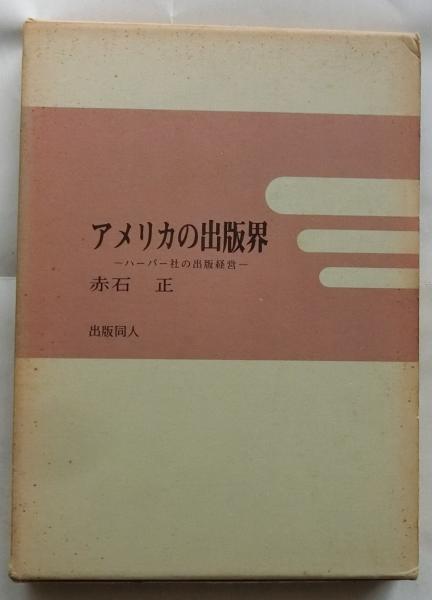 アメリカの出版界
―ハーパー社の出版経営―
赤石 正
出版同人